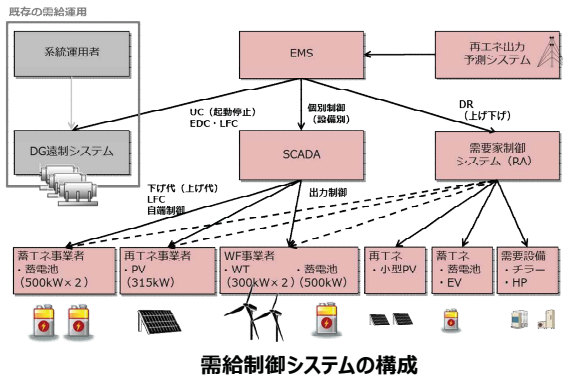 既存の需給運用
系統運用者
EMS
再エネ出力
予測システム
UC（起動停止）
EDC・LFC
個別制御
（設備別）
DR
（上げ下げ）
DG遠制システム
SCADA
需要家制御
システム（RA）
下げ代（上げ代）
LFC
自端制御
出力制御
蓄エネ事業者
・蓄電池
（500kW×2）
再エネ事業者
・PV
（315kW）
WF事業者
・WT　　・蓄電池
（300kW×2）（500kW）
再エネ
・小型PV
蓄エネ
・蓄電池
・EV
需要設備
・チラー
・HP
需給制御システムの構成